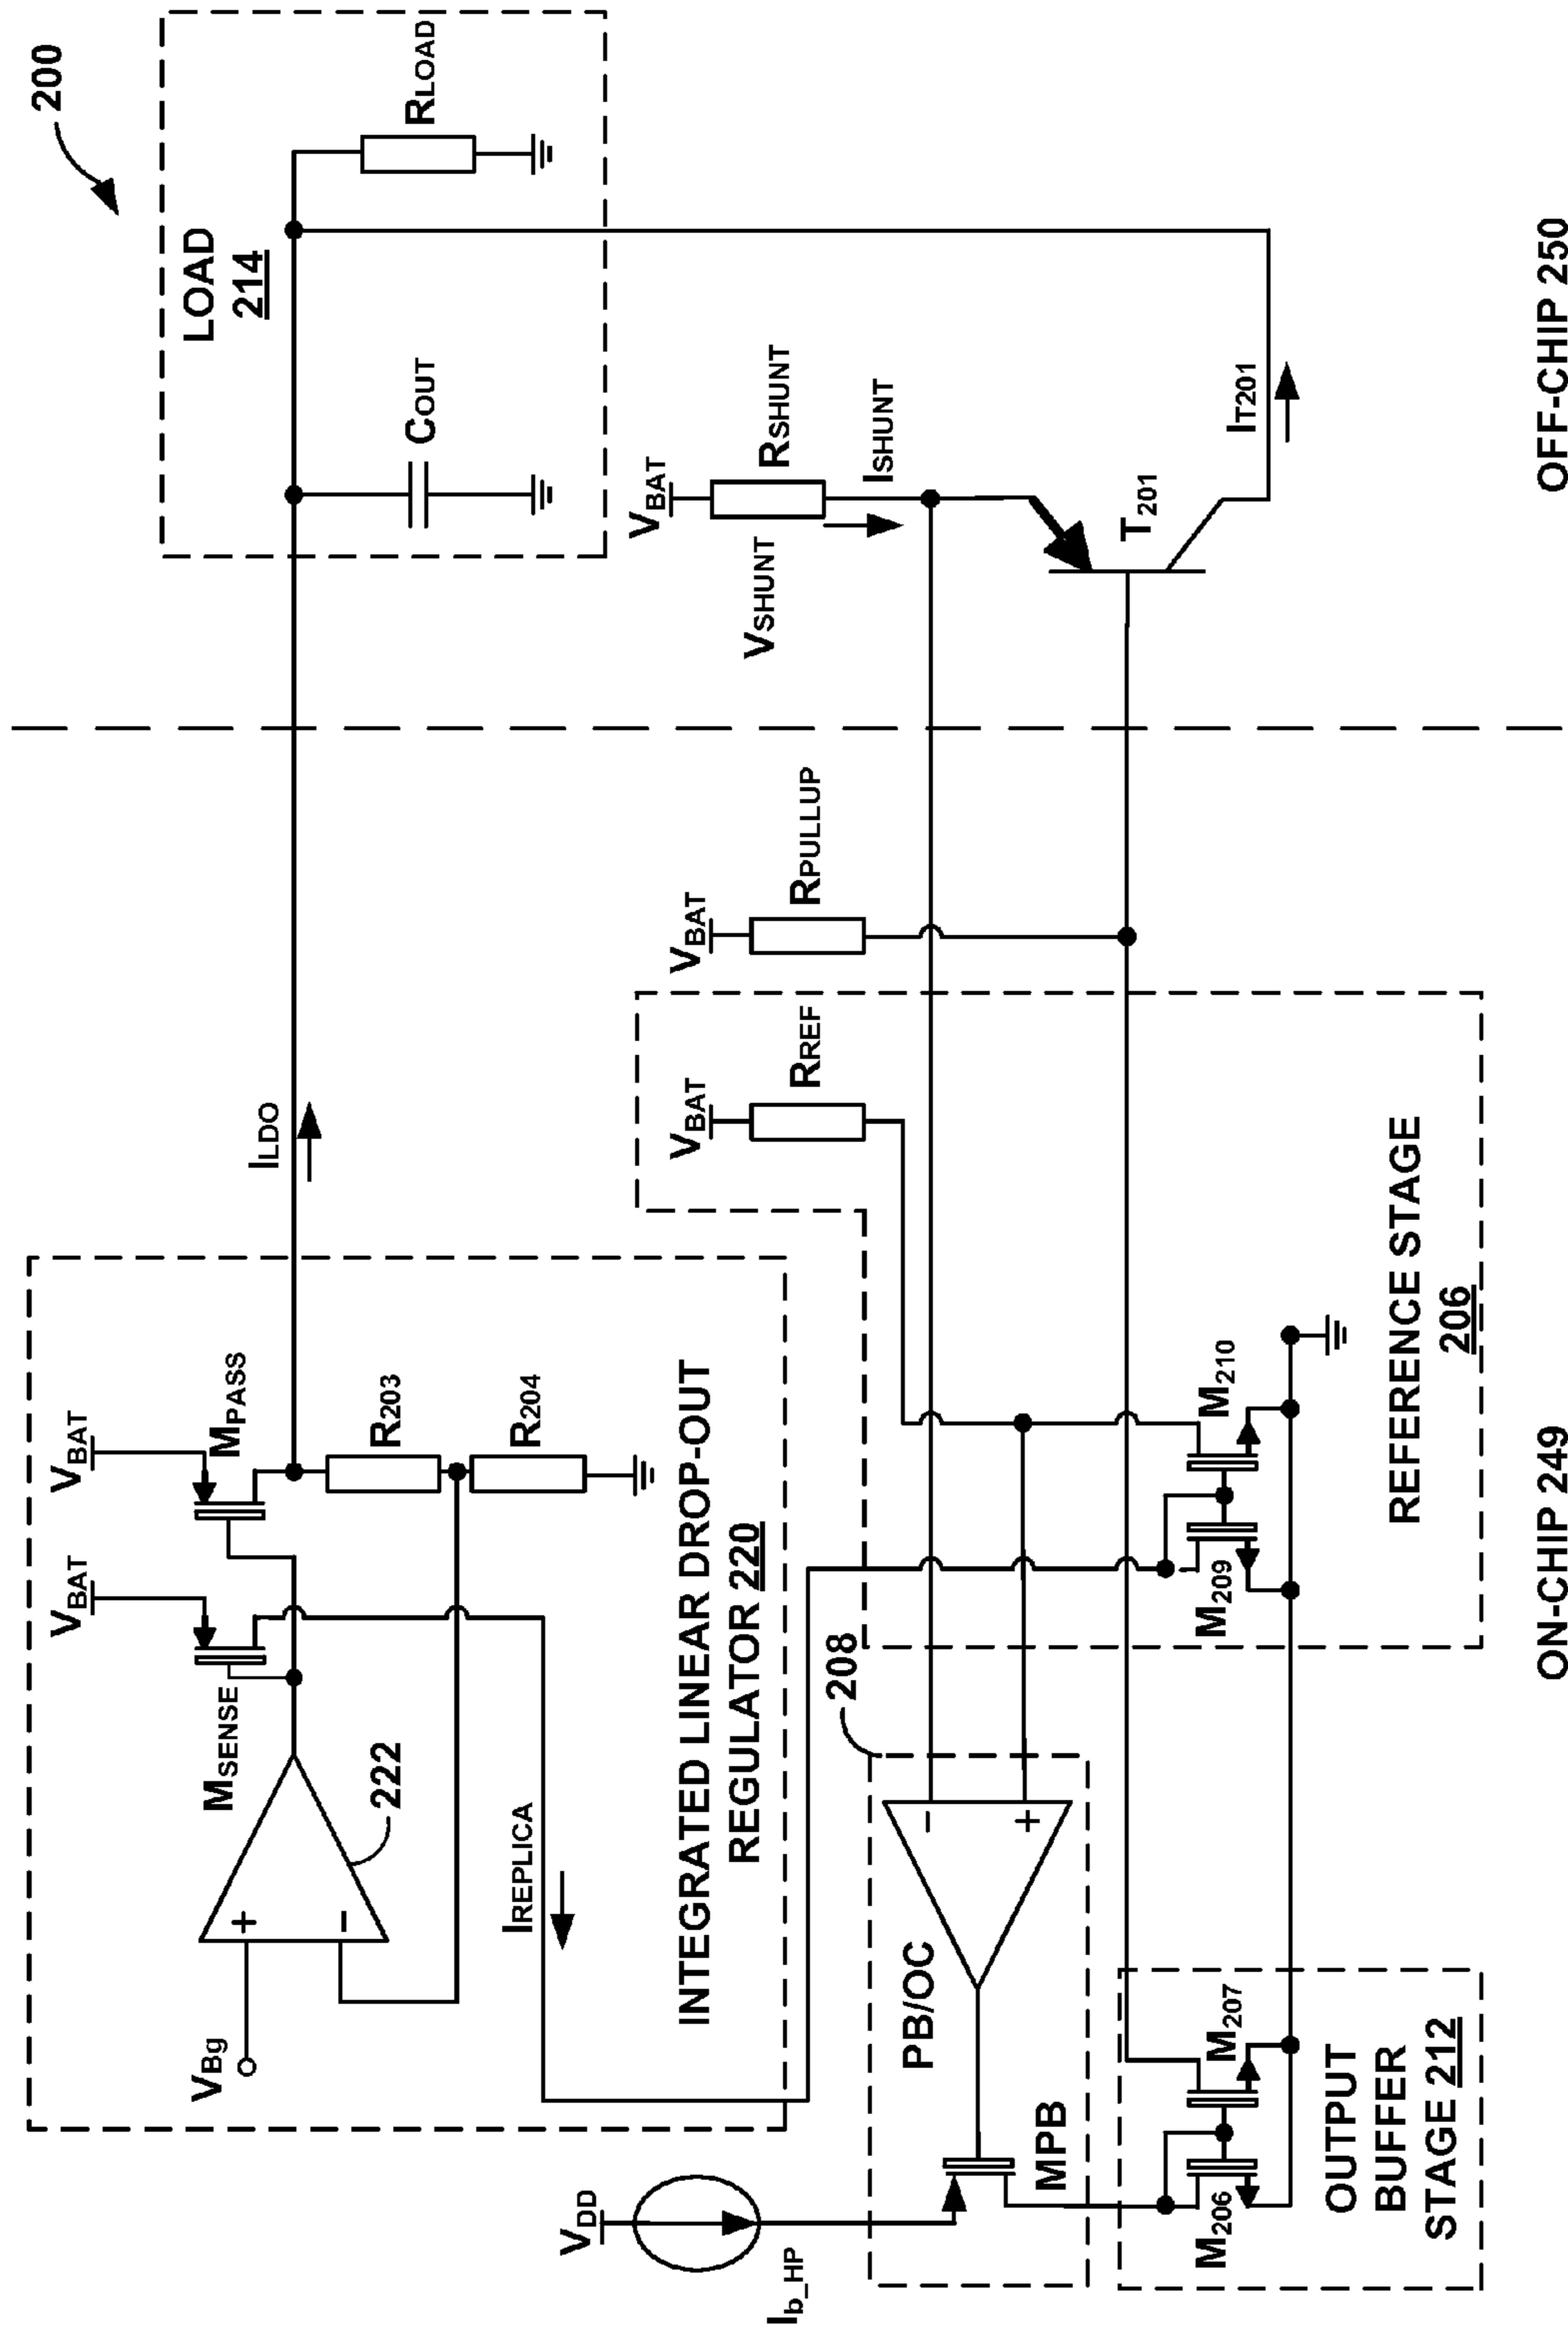 200
LOAD
214
RLOAD
COUT
VBAT
RSHUNT
VSHUNT
ISHUNT
T201
IT201
OFF-CHIP 250
ILDO
VBAT
RPULLUP
VBAT
RREF
REFERENCE STAGE
206
M209
M210
ON-CHIP 249
VBAT
MPASS
VBAT
MSENSE
R203
R204
VBg
+
–
222
IREPLICA
INTEGRATED LINEAR DROP-OUT
REGULATOR 220
208
PB/OC
–
+
MPB
VDD
Ib_HP
M206
M207
OUTPUT
BUFFER
STAGE 212